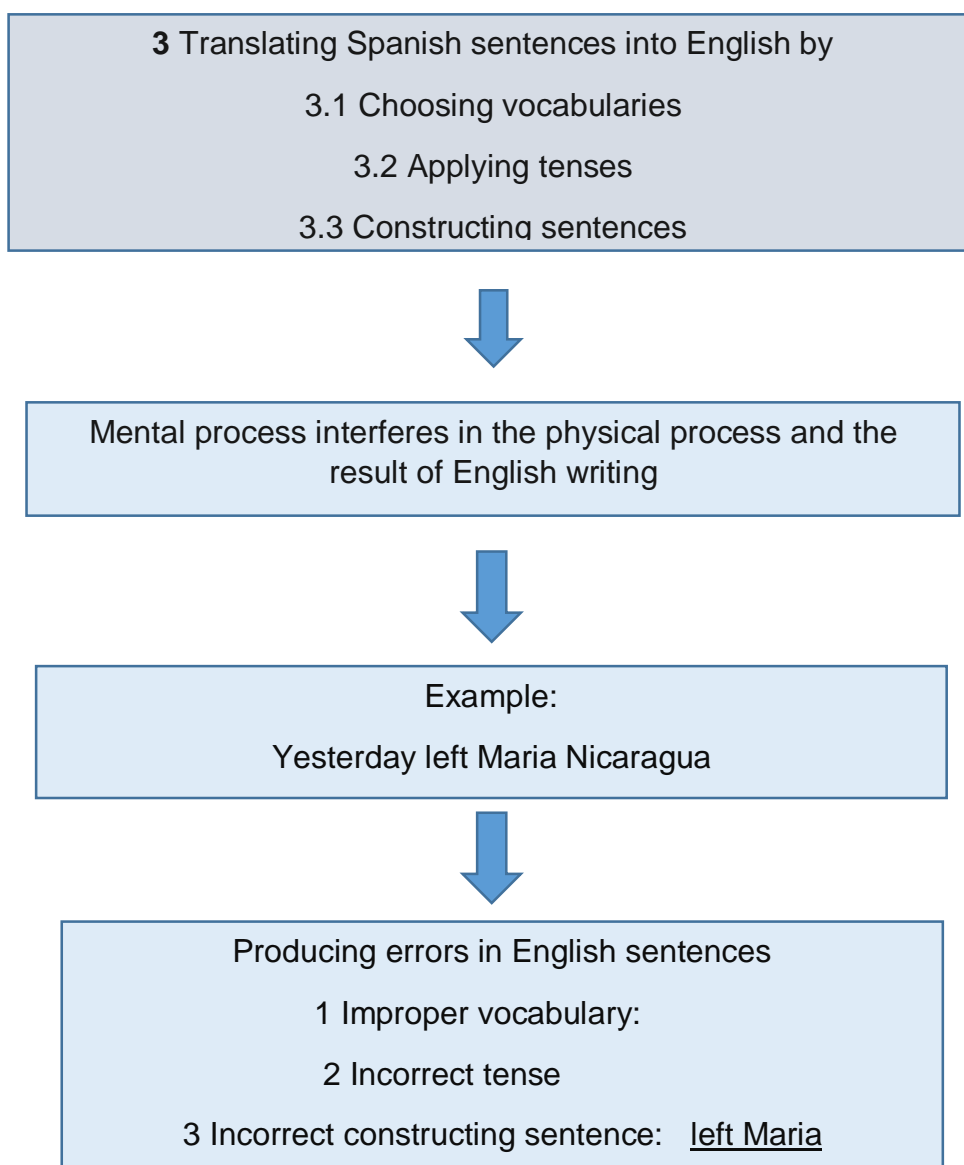 3 Translating Spanish sentences into English by
3.1 Choosing vocabularies
3.2 Applying tenses
3.3 Constructing sentences
Mental process interferes in the physical process and the
result of English writing
Example:
Yesterday left Maria Nicaragua
Producing errors in English sentences
1 Improper vocabulary:
2 Incorrect tense
3 Incorrect constructing sentence: left Maria